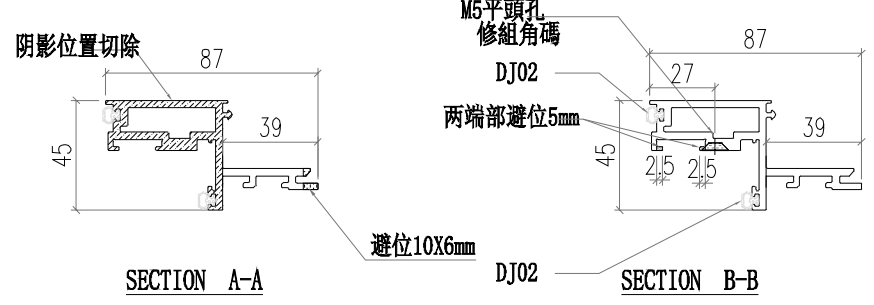 阴影位置切除
87
39
45
避位10X6mm
SECTION A-A
M5平頭孔
修組角碼
87
DJ02
27
两端部避位5mm
39
45
2.5
2.5
DJ02
SECTION B-B